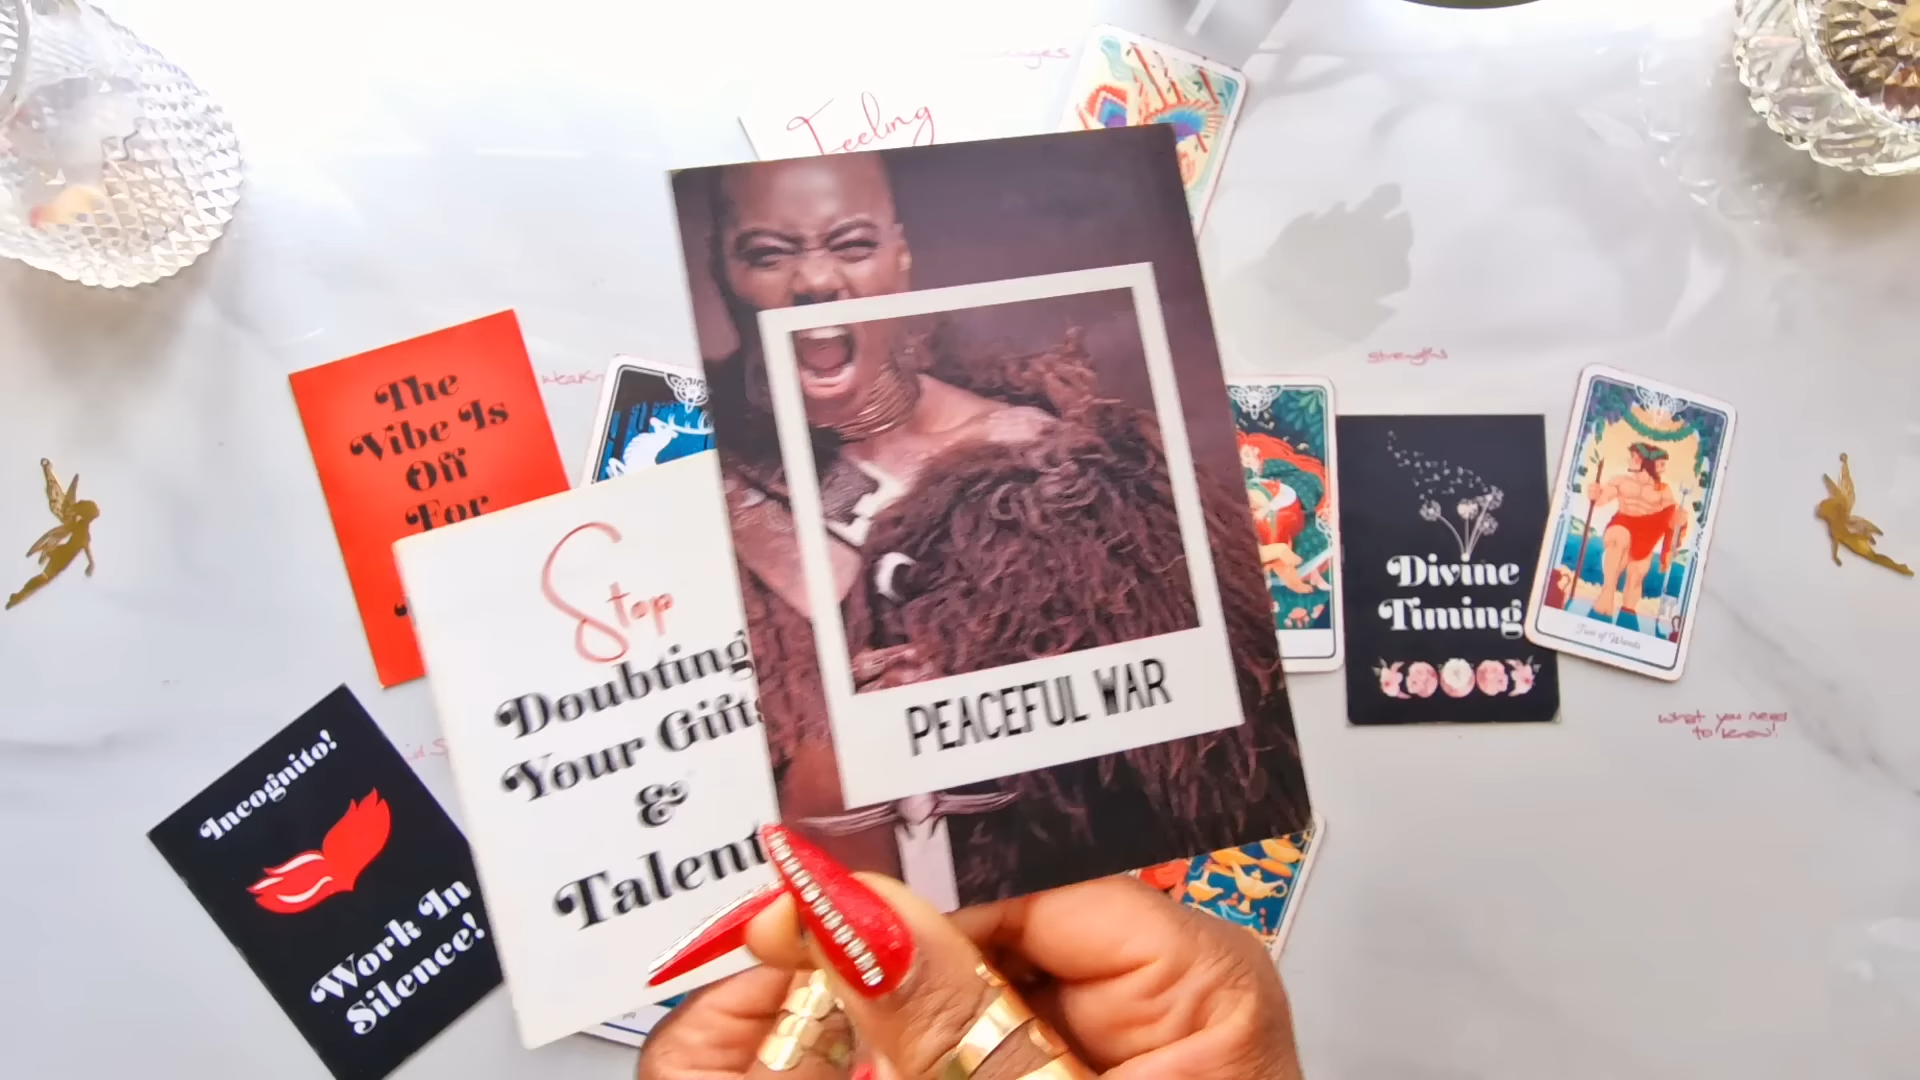 Feeling
The
Vibe Is
Off
For
Stop
Doubting
Your Gifts
&
Talent
PEACEFUL WAR
Incognito!
Work In
Silence!
strengths
Divine
Timing
Two of Wands
what you need
to know!